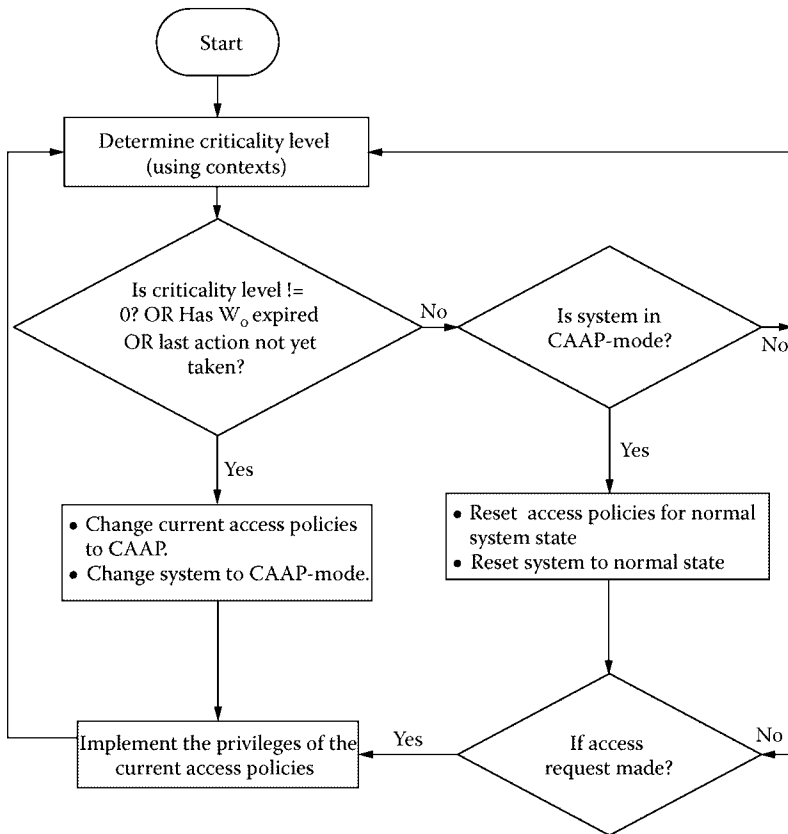 Start
Determine criticality level
(using contexts)
Is criticality level !=
0? OR Has Wo expired
OR last action not yet
taken?
No
Is system in
CAAP-mode?
No
Yes
Yes
• Change current access policies
to CAAP.
• Change system to CAAP-mode.
• Reset access policies for normal
system state
• Reset system to normal state
Implement the privileges of the
current access policies
Yes
If access
request made?
No